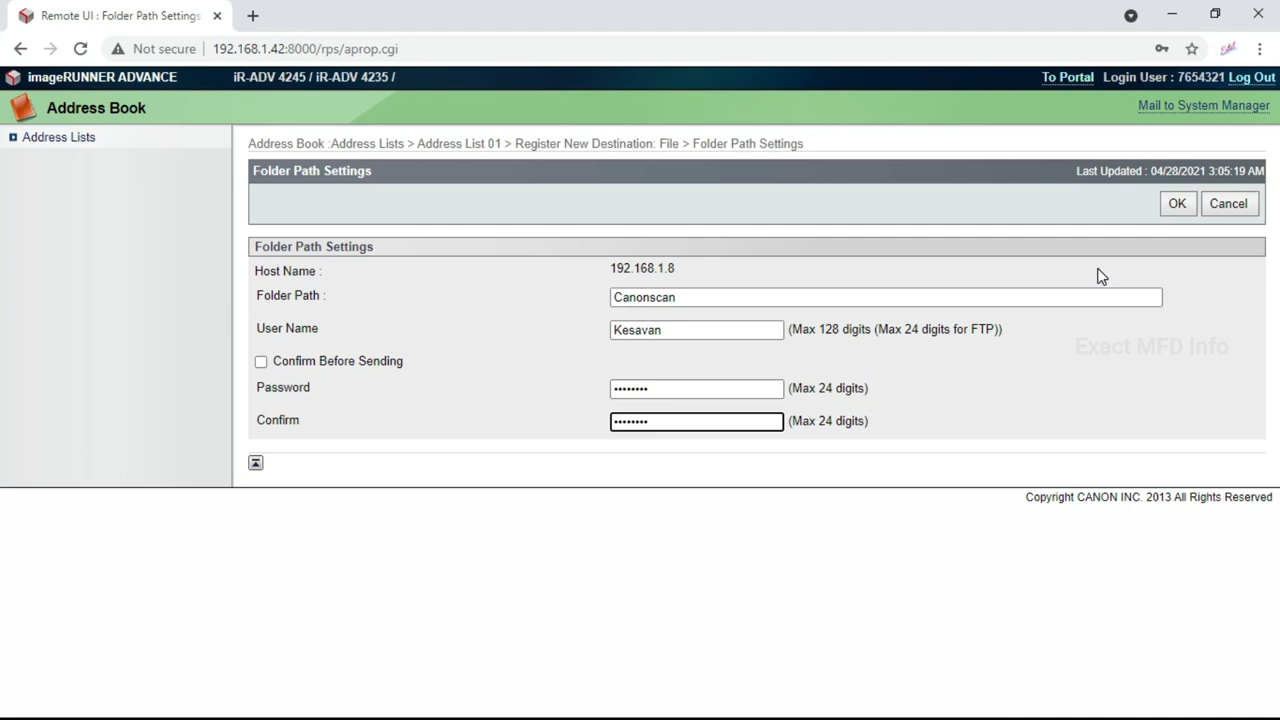 Remote UI : Folder Path Settings
Not secure 192.168.1.42:8000/rps/aprop.cgi
imageRUNNER ADVANCE iR-ADV 4245 / iR-ADV 4235 / To Portal Login User : 7654321 Log Out
Address Book Mail to System Manager
Address Lists
Address Book :Address Lists > Address List 01 > Register New Destination: File > Folder Path Settings
Folder Path Settings Last Updated : 04/28/2021 3:05:19 AM
OK Cancel
Folder Path Settings
Host Name : 192.168.1.8
Folder Path : Canonscan
User Name Kesavan (Max 128 digits (Max 24 digits for FTP))
Exact MFD Info
Confirm Before Sending
Password •••••••• (Max 24 digits)
Confirm •••••••• (Max 24 digits)
Copyright CANON INC. 2013 All Rights Reserved